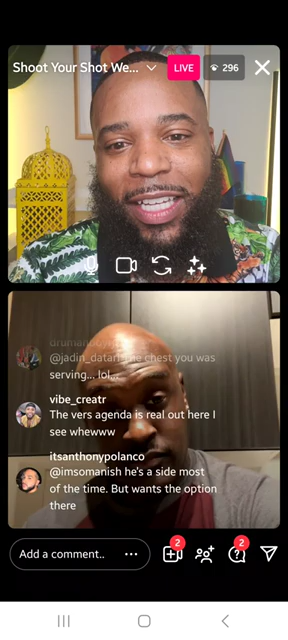 Shoot Your Shot We...
LIVE
296
@jadin_datan the chest you was
serving... lol...
vibe_creatr
The vers agenda is real out here I
see whewww
itsanthonypolanco
@imsomanish he's a side most
of the time. But wants the option
there
Add a comment..
2
2